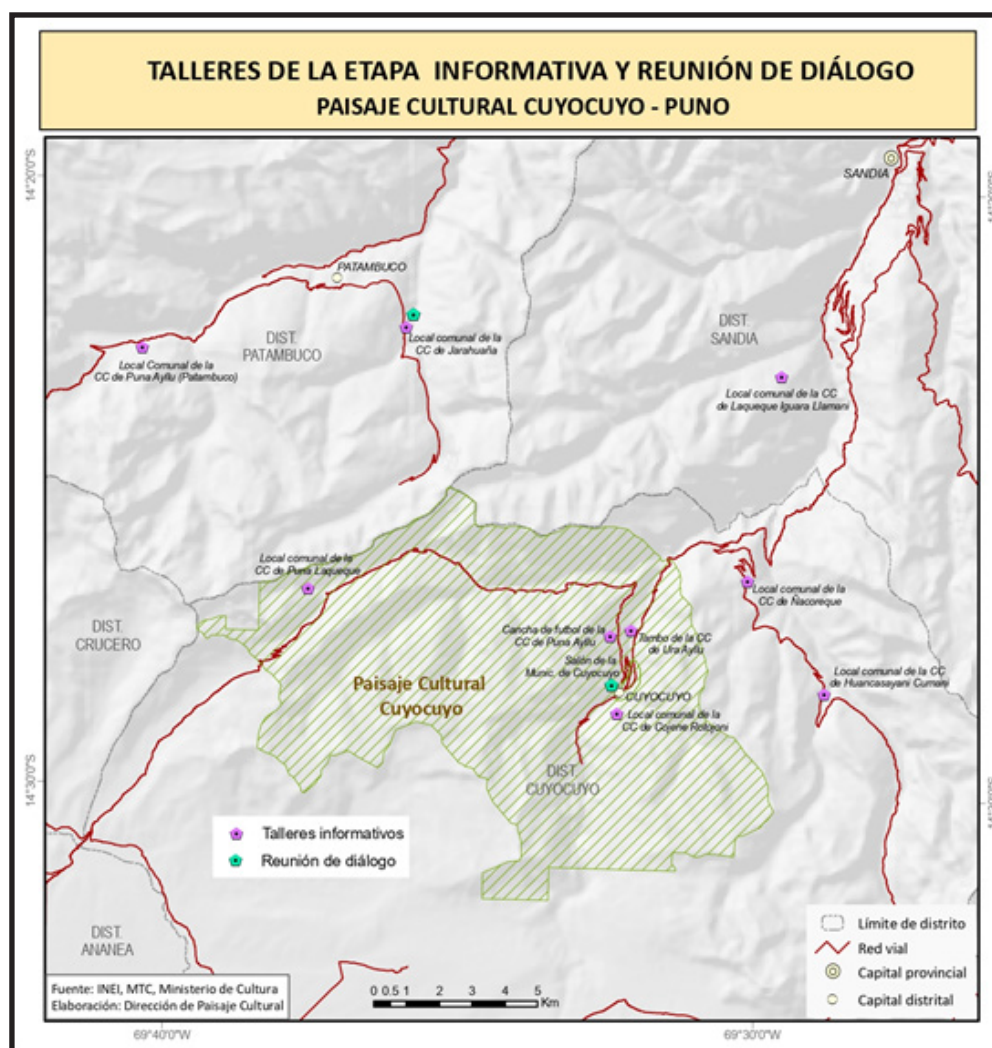 TALLERES DE LA ETAPA INFORMATIVA Y REUNIÓN DE DIÁLOGO
PAISAJE CULTURAL CUYOCUYO - PUNO
14°20'0"S
SANDIA
PATAMBUCO
DIST.
PATAMBUCO
Local comunal de la
CC de Jarahuaña
DIST.
SANDIA
Local Comunal de la
CC de Puna Ayllu (Patambuco)
Local comunal de la CC
de Laqueque Iguara Llamani
Local comunal de la
CC de Puna Laqueque
Local comunal de la
CC de Ñacoreque
DIST.
CRUCERO
Cancha de futbol de la
CC de Puna Ayllu
Tambo de la CC
de Ura Ayllu
Salón de la
Munic. de Cuyocuyo
Local comunal de la CC
de Huancasayani Cumani
Paisaje Cultural
Cuyocuyo
CUYOCUYO
Local comunal de la
CC de Cojene Rotojoni
DIST.
CUYOCUYO
14°30'0"S
Talleres informativos
Reunión de diálogo
DIST.
ANANEA
Límite de distrito
Red vial
Capital provincial
Capital distrital
Fuente: INEI, MTC, Ministerio de Cultura
Elaboración: Dirección de Paisaje Cultural
0 0.5 1 2 3 4 5
Km
69°40'0"W
69°30'0"W